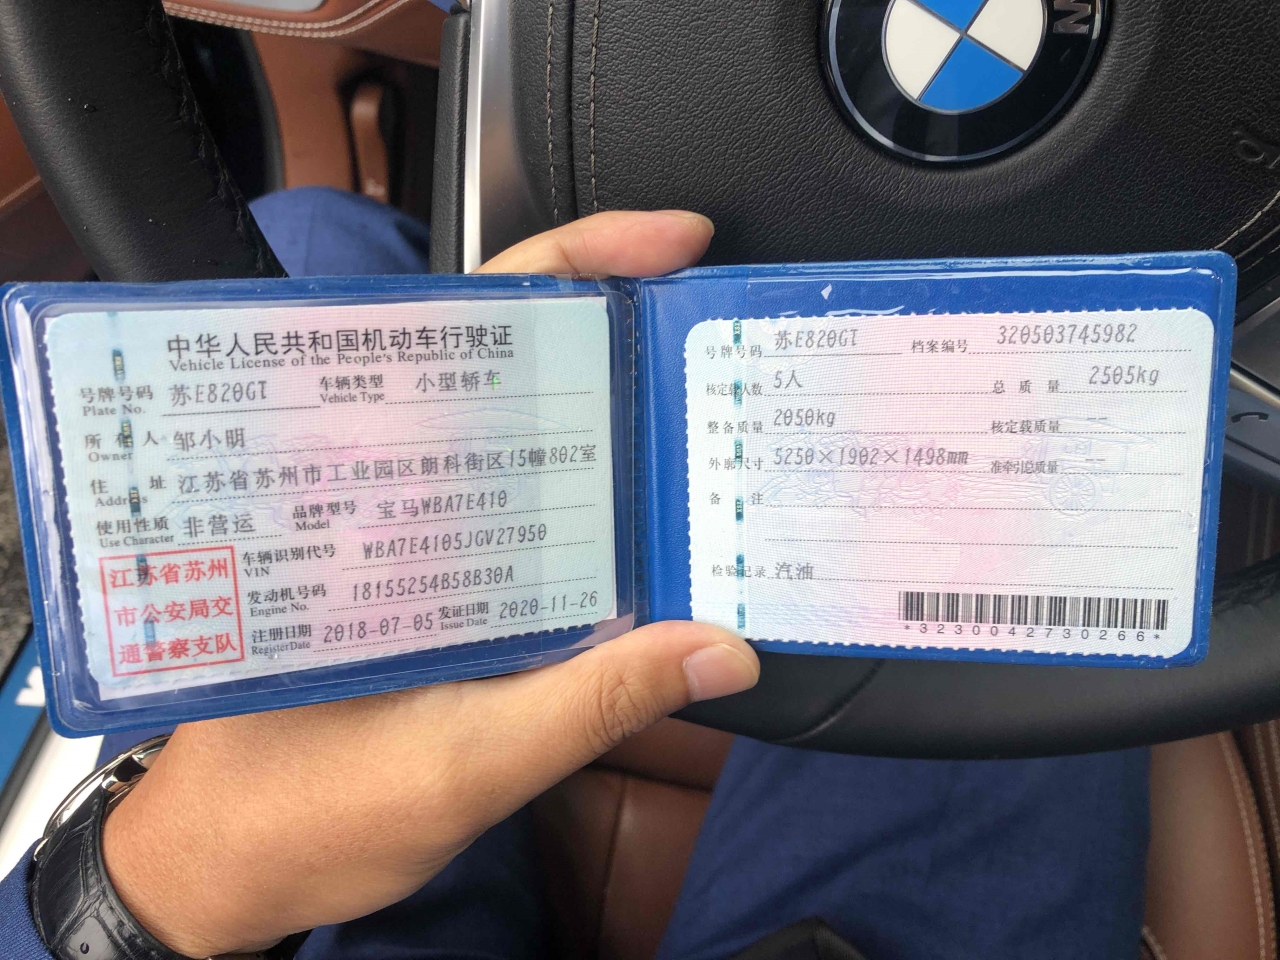 中华人民共和国机动车行驶证
Vehicle License of the People's Republic of China
号牌号码 苏E820GT 车辆类型 小型轿车
Plate No. Vehicle Type
所有人 邹小明
Owner
住址 江苏省苏州市工业园区朗科街区15幢802室
Address
使用性质 非营运 品牌型号 宝马WBA7E410
Use Character Model
江苏省苏州
市公安局交
通警察支队
车辆识别代号 WBA7E4105JGV27950
VIN
发动机号码 18155254B58B30A
Engine No.
注册日期 2018-07-05 发证日期 2020-11-26
Register Date Issue Date
号牌号码 苏E820GT 档案编号 320503745982
核定载人数 5人 总质量 2505kg
整备质量 2050kg 核定载质量 --
外廓尺寸 5250×1902×1498mm 准牵引总质量 --
备注
检验记录 汽油
*3230042730266*